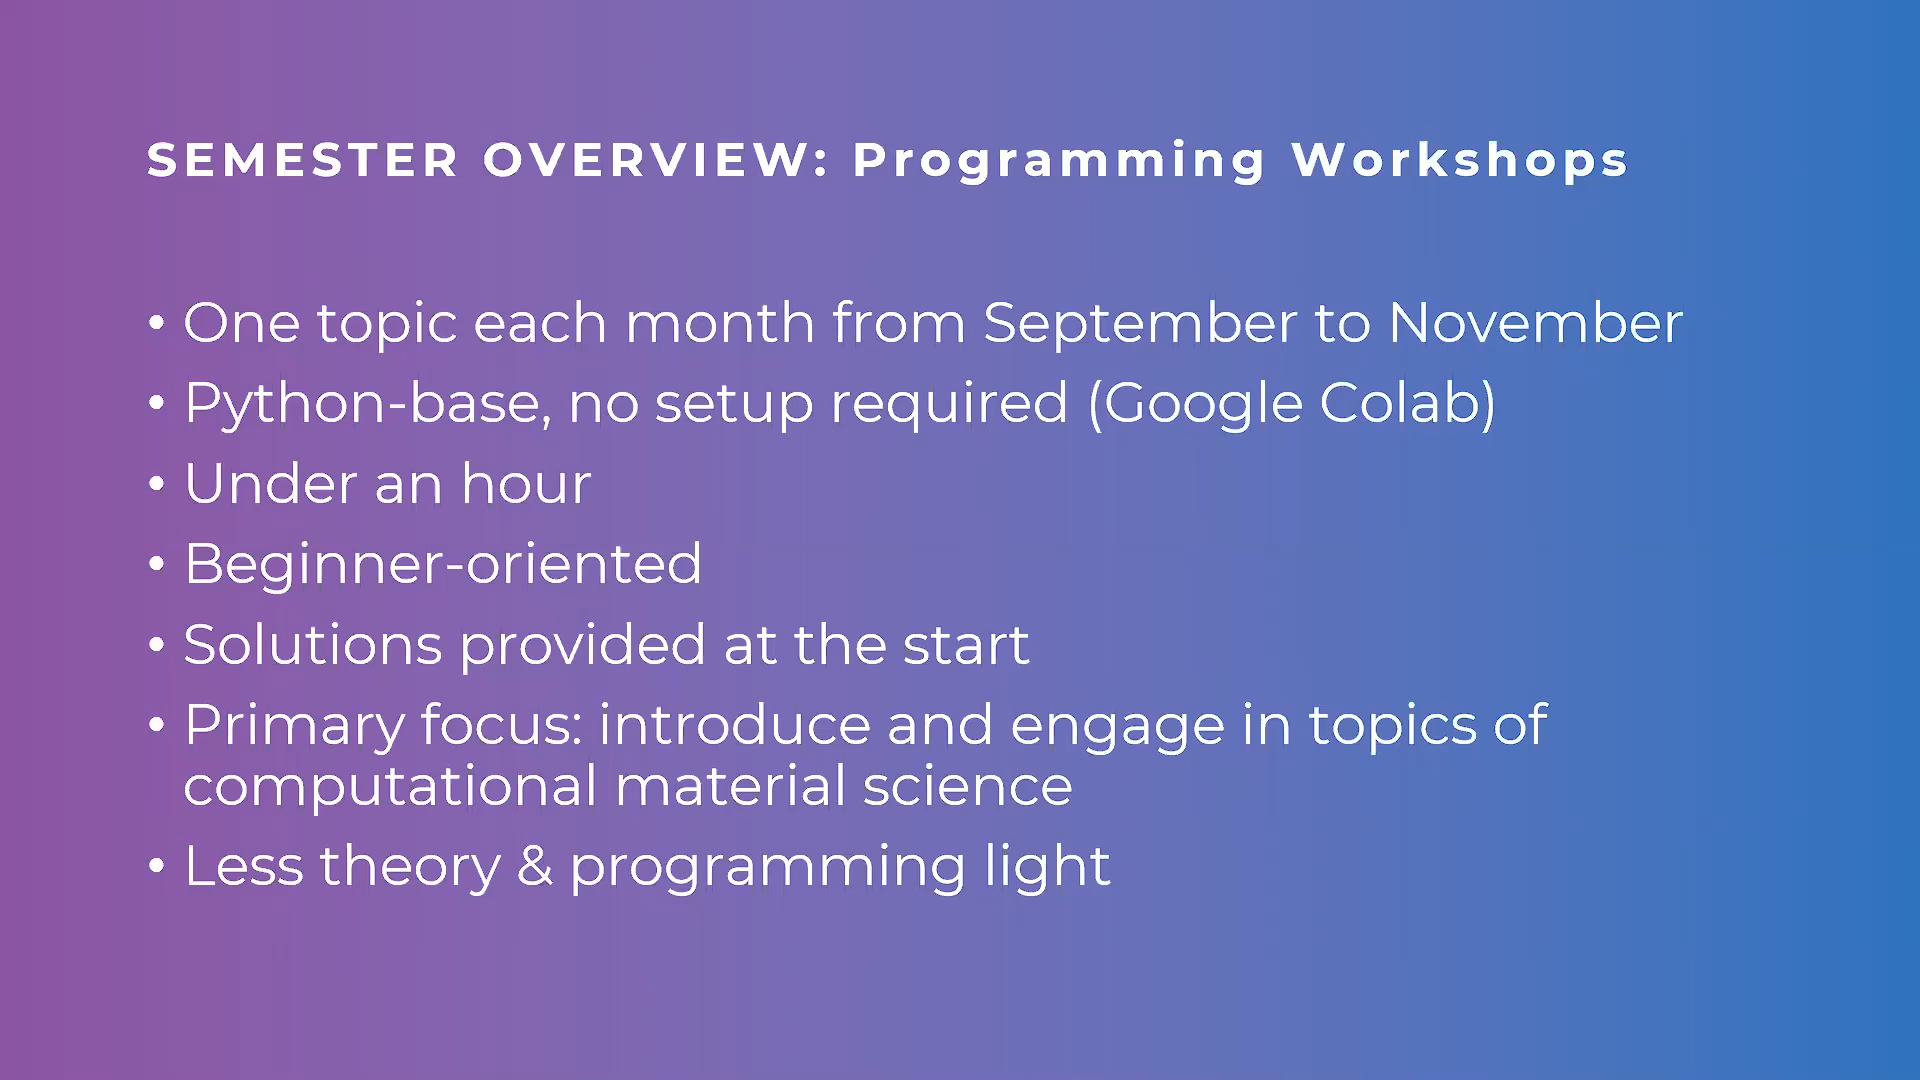 SEMESTER OVERVIEW: Programming Workshops
• One topic each month from September to November
• Python-base, no setup required (Google Colab)
• Under an hour
• Beginner-oriented
• Solutions provided at the start
• Primary focus: introduce and engage in topics of
computational material science
• Less theory & programming light